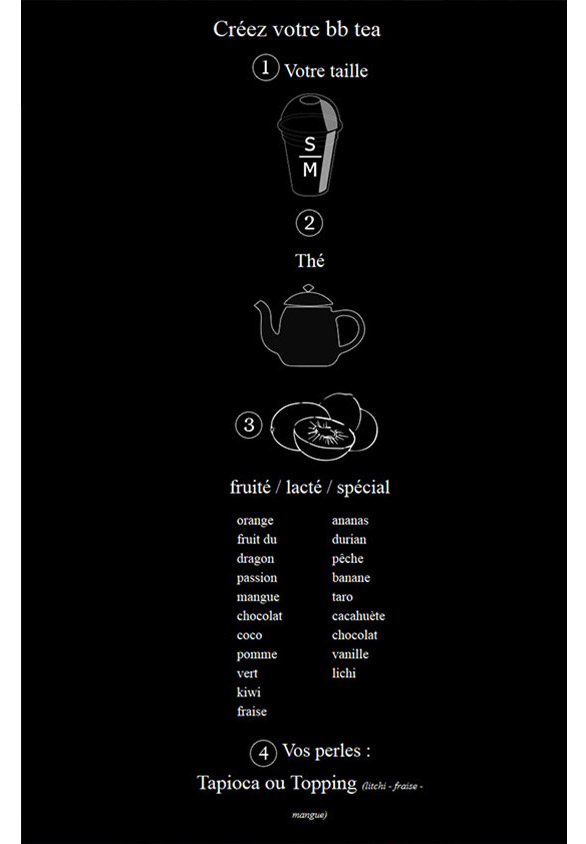 Créez votre bb tea
1 Votre taille
S
M
2
Thé
3
fruité / lacté / spécial
orange
fruit du
dragon
passion
mangue
chocolat
coco
pomme
vert
kiwi
fraise
ananas
durian
pêche
banane
taro
cacahuète
chocolat
vanille
lichi
4 Vos perles :
Tapioca ou Topping (litchi - fraise -
mangue)